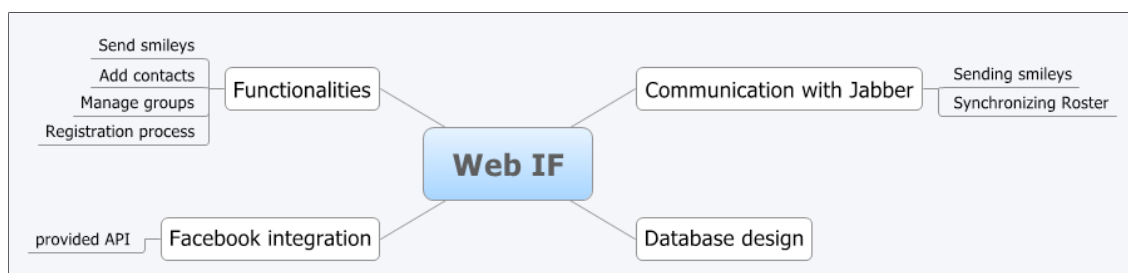 Send smileys
Add contacts
Manage groups
Registration process
Functionalities
Communication with Jabber
Sending smileys
Synchronizing Roster
Web IF
provided API
Facebook integration
Database design